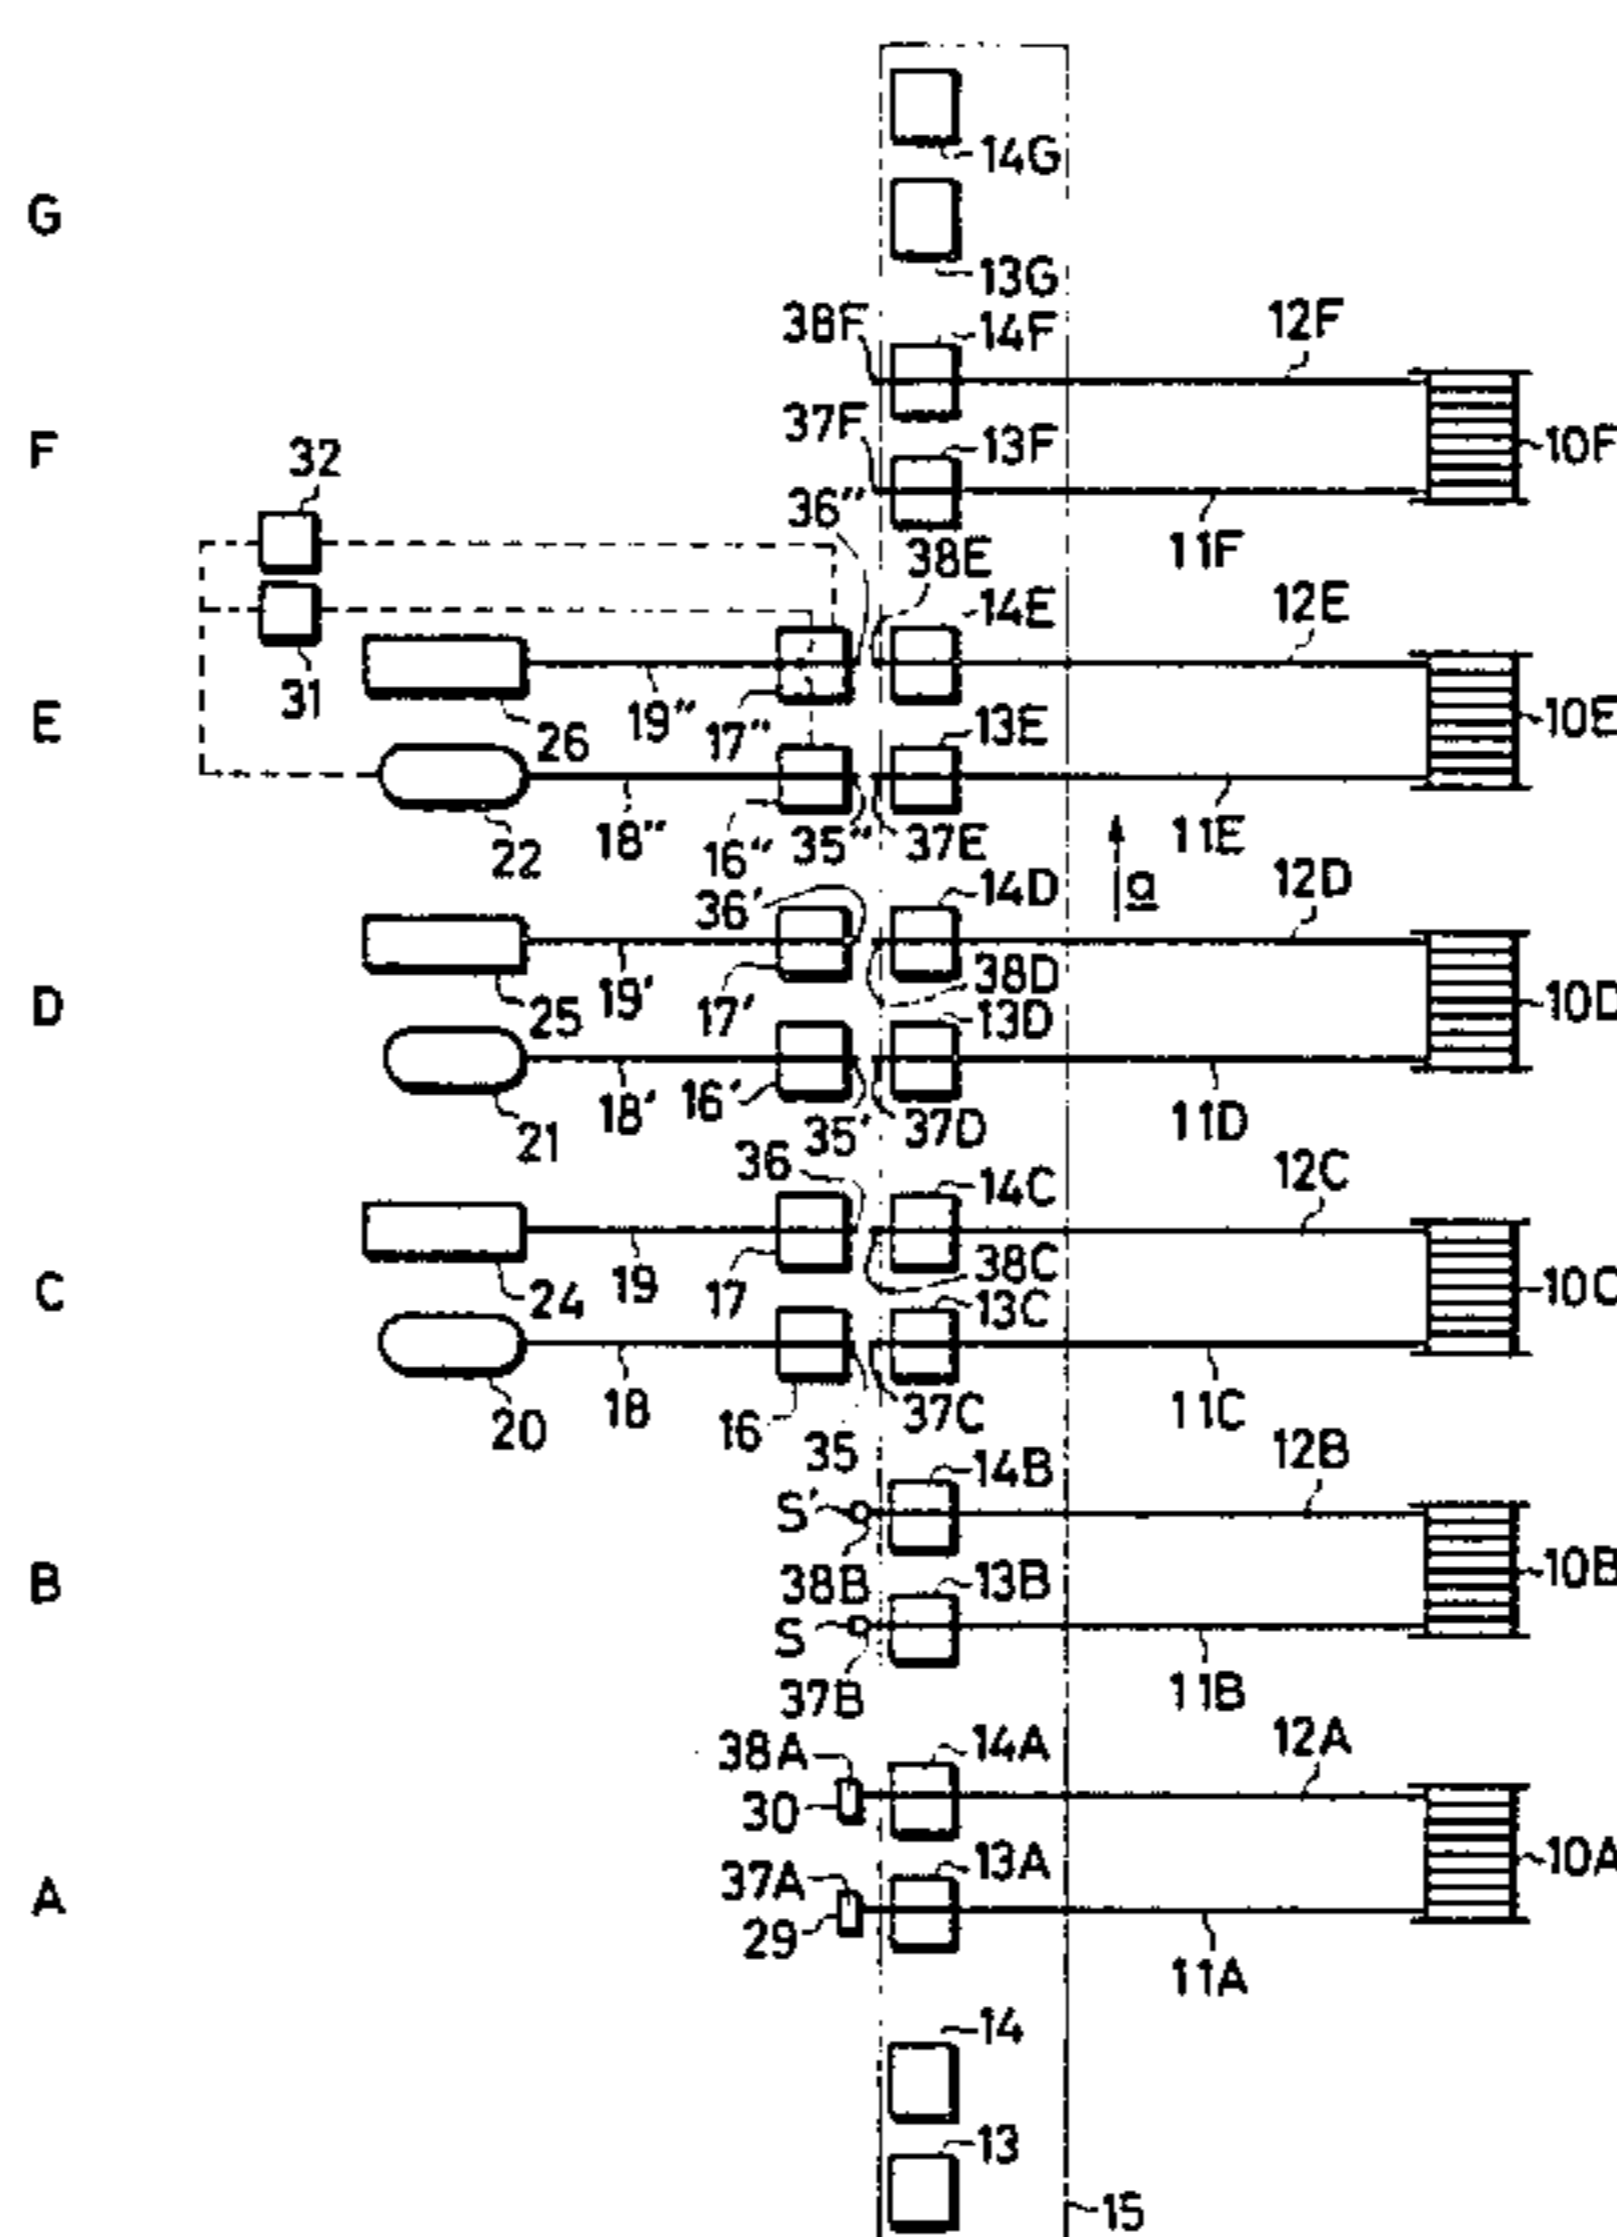 14G
G
13G
38F 14F 12F
F 37F 13F 10F
32
36" 11F
38E
14E 12E
31 19" 17" 13E 10E
E 26
22 18" 16" 35" 37E 11E
36' 14D a 12D
25 19' 17' 38D 10D
D 13D
21 18' 16' 35' 37D 11D
36 14C 12C
24 19 17 38C 10C
C 13C
20 18 16 37C 11C
35 14B 12B
S'
B 38B 13B 10B
S
37B 11B
38A 14A 12A
30
37A 13A 10A
A
29 11A
14
13
15